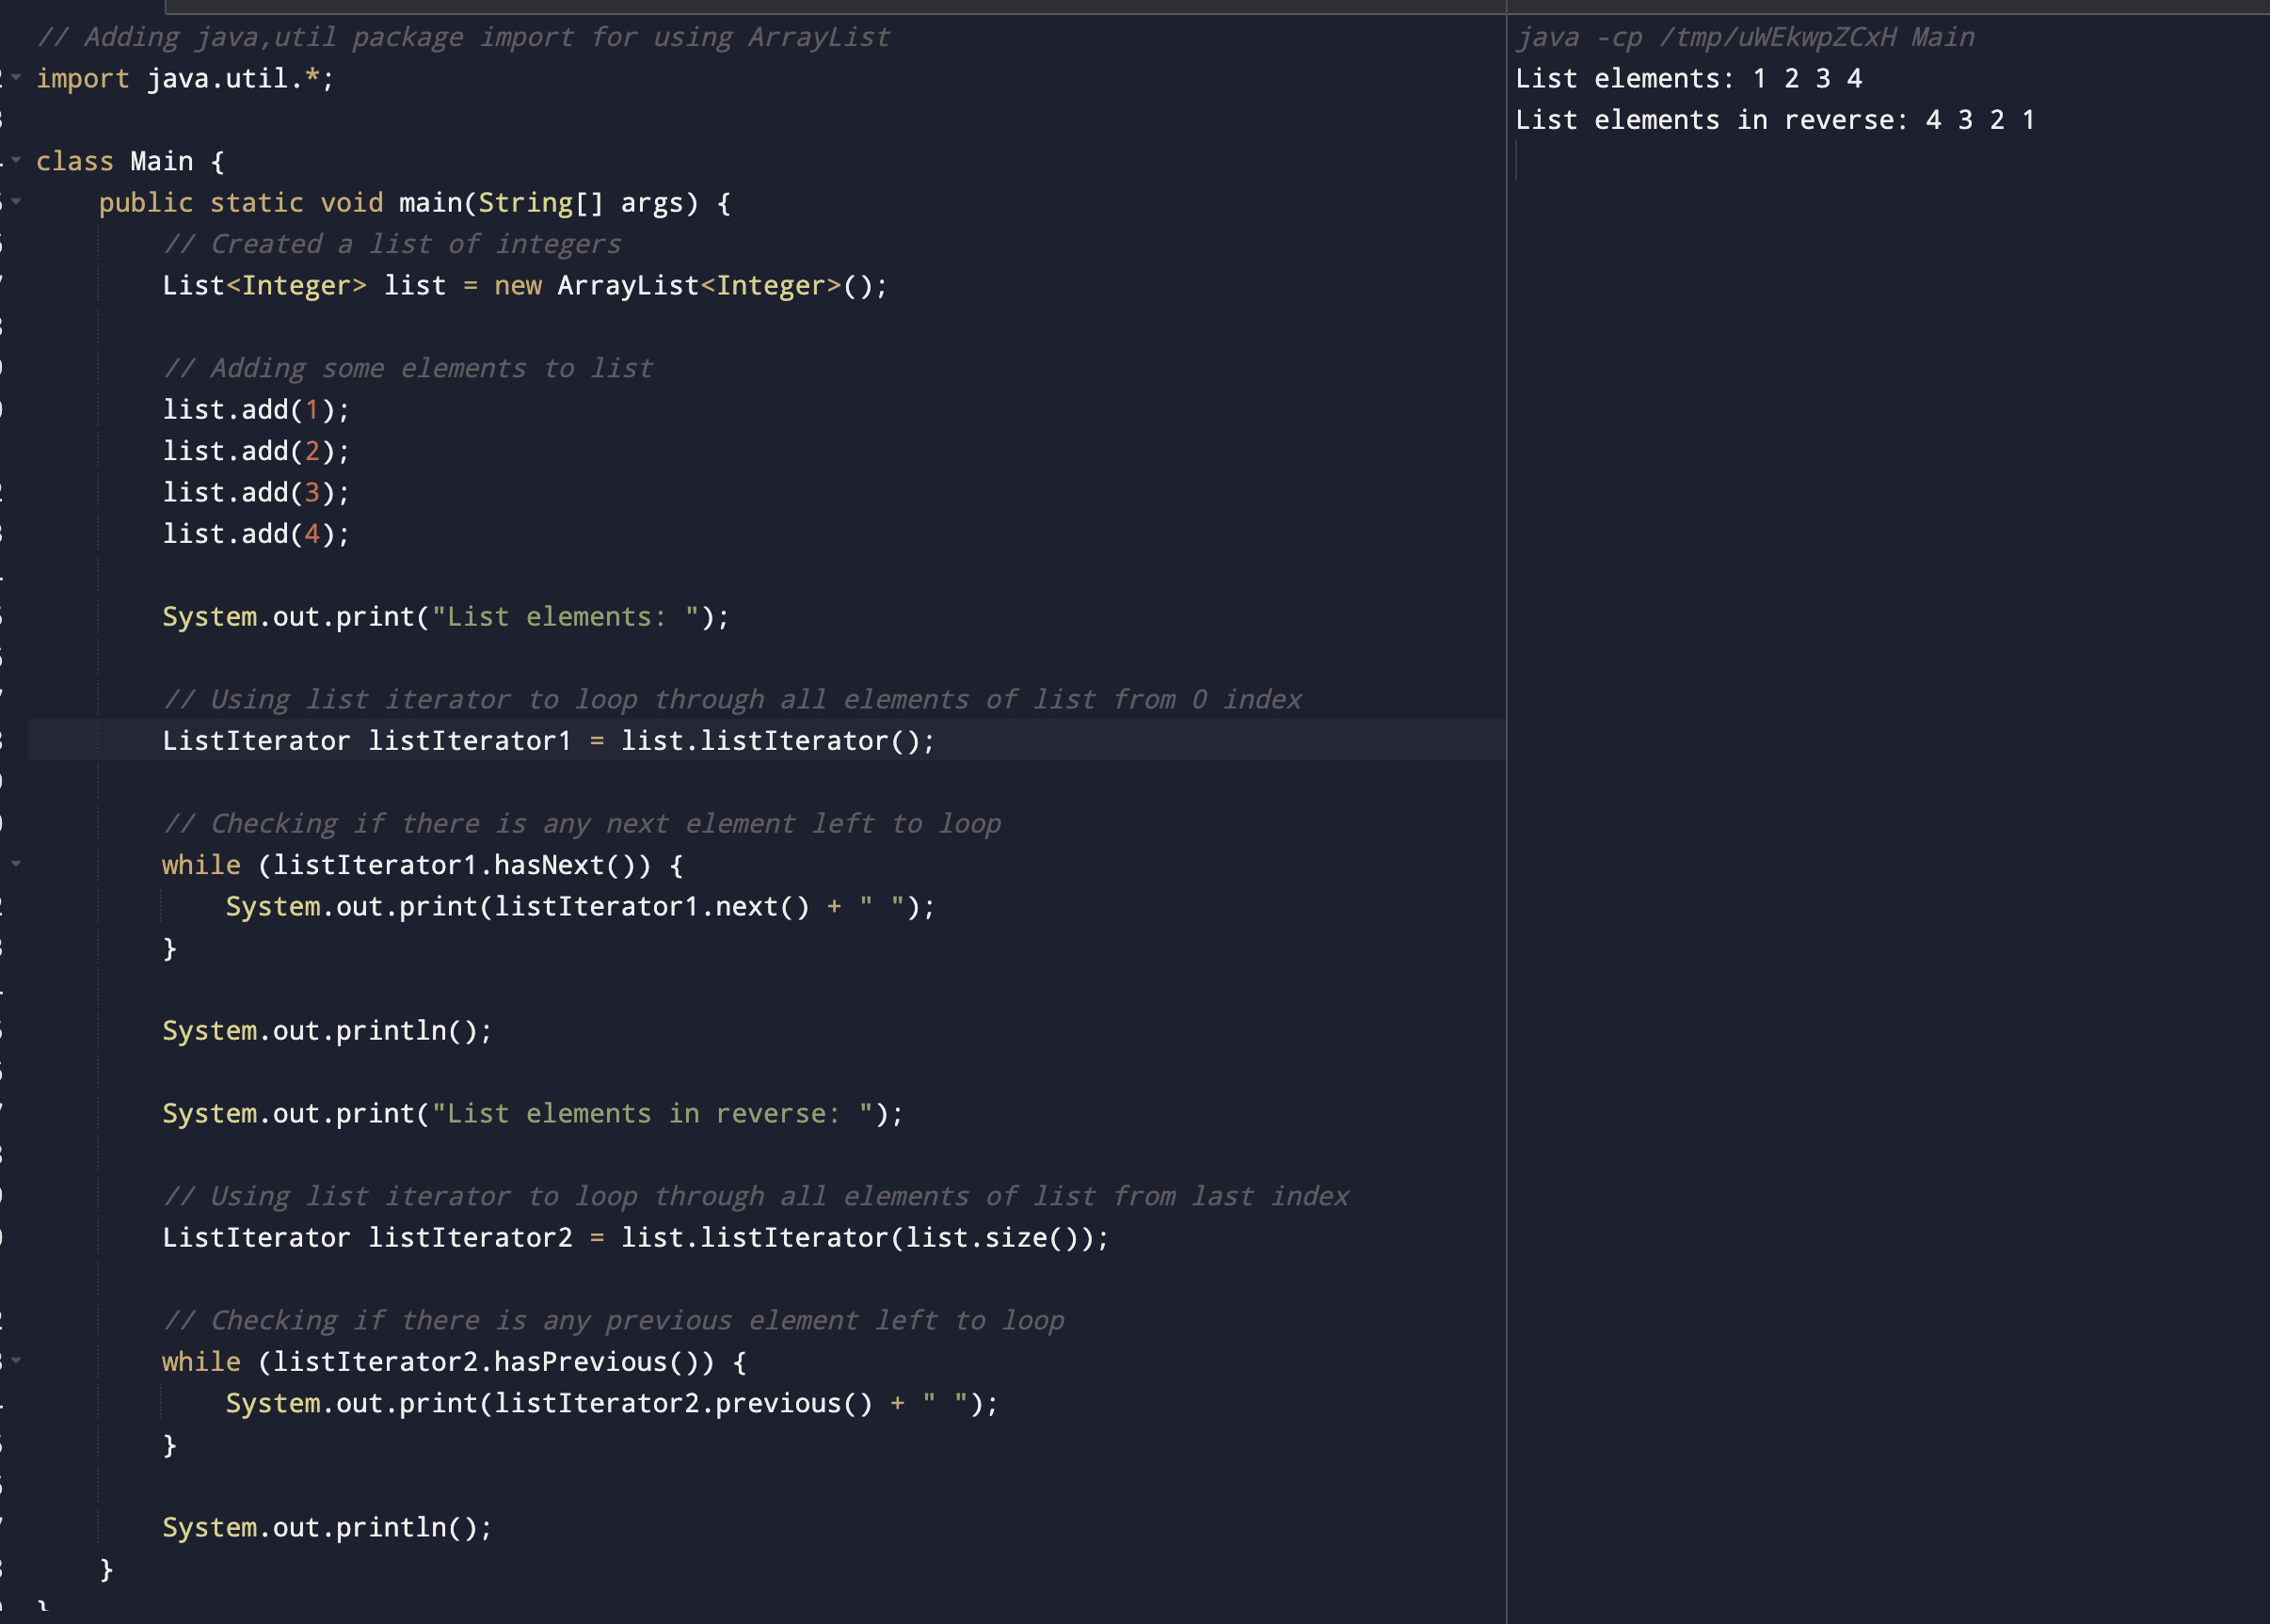 // Adding java,util package import for using ArrayList
import java.util.*;
class Main {
public static void main(String[] args) {
// Created a list of integers
List<Integer> list = new ArrayList<Integer>();
// Adding some elements to list
list.add(1);
list.add(2);
list.add(3);
list.add(4);
System.out.print("List elements: ");
// Using list iterator to loop through all elements of list from 0 index
ListIterator listIterator1 = list.listIterator();
// Checking if there is any next element left to loop
while (listIterator1.hasNext()) {
System.out.print(listIterator1.next() + " ");
}
System.out.println();
System.out.print("List elements in reverse: ");
// Using list iterator to loop through all elements of list from last index
ListIterator listIterator2 = list.listIterator(list.size());
// Checking if there is any previous element left to loop
while (listIterator2.hasPrevious()) {
System.out.print(listIterator2.previous() + " ");
}
System.out.println();
}
}
java -cp /tmp/uWEkwpZCxH Main
List elements: 1 2 3 4
List elements in reverse: 4 3 2 1